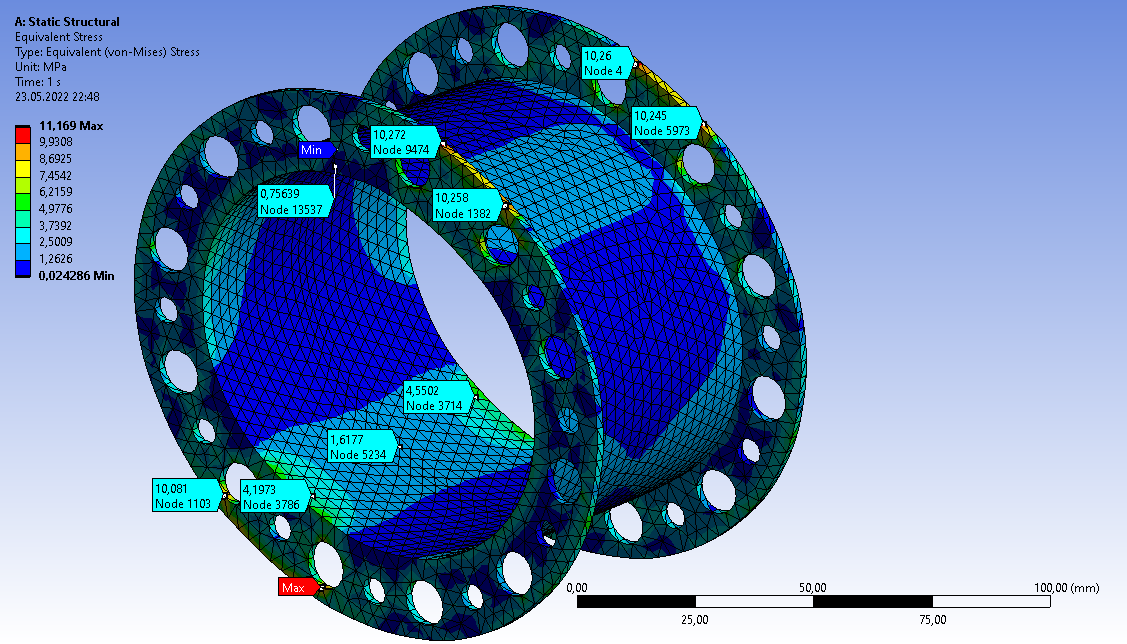 A: Static Structural
Equivalent Stress
Type: Equivalent (von-Mises) Stress
Unit: MPa
Time: 1 s
23.05.2022 22:48
11,169 Max
9,9308
8,6925
7,4542
6,2159
4,9776
3,7392
2,5009
1,2626
0,024286 Min
10,26
Node 4
10,245
Node 5973
10,272
Node 9474
Min
0,75639
Node 13537
10,258
Node 1382
4,5502
Node 3714
1,6177
Node 5234
10,081
Node 1103
4,1973
Node 3786
Max
0,00
50,00
100,00 (mm)
25,00
75,00